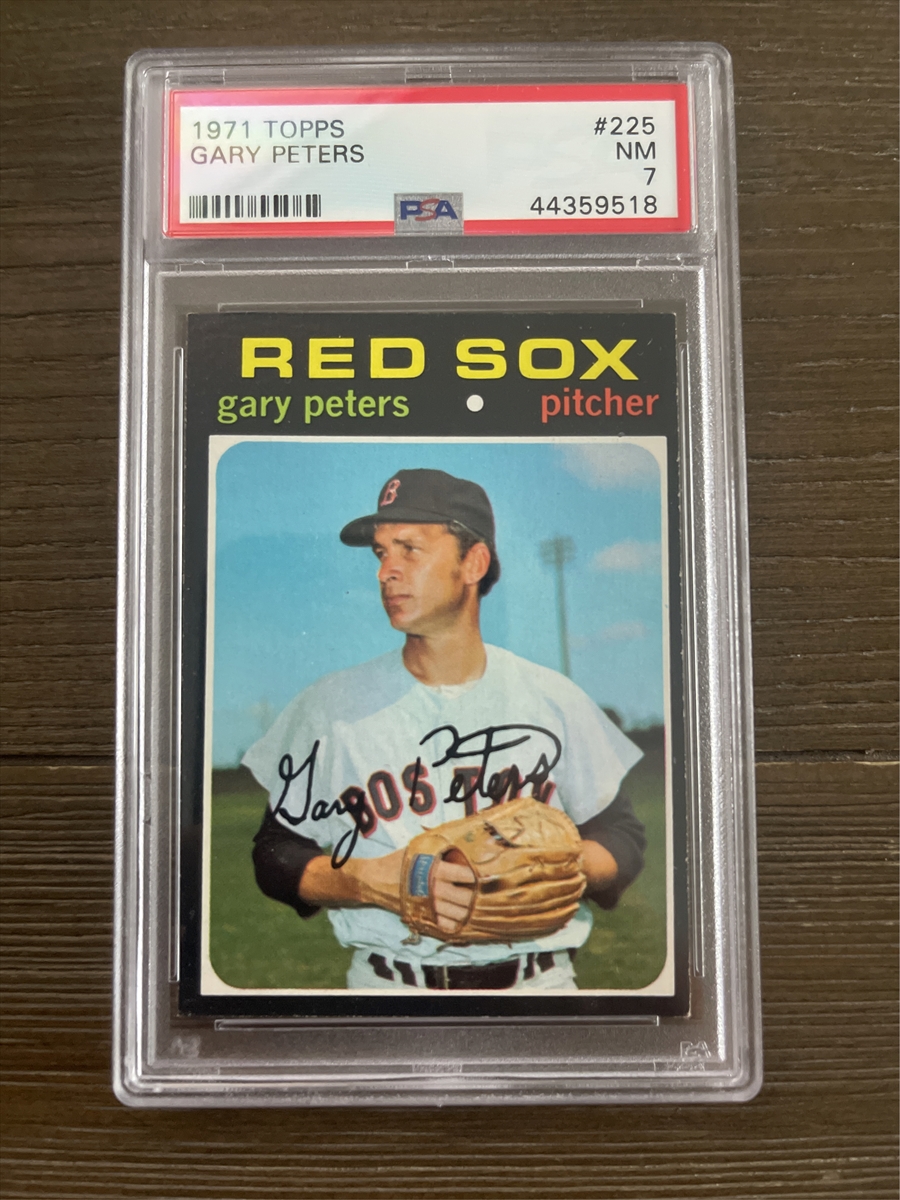 1971 TOPPS #225
GARY PETERS NM
7
PSA 44359518
RED SOX
gary peters pitcher
B
Gary Peters
BOSTON